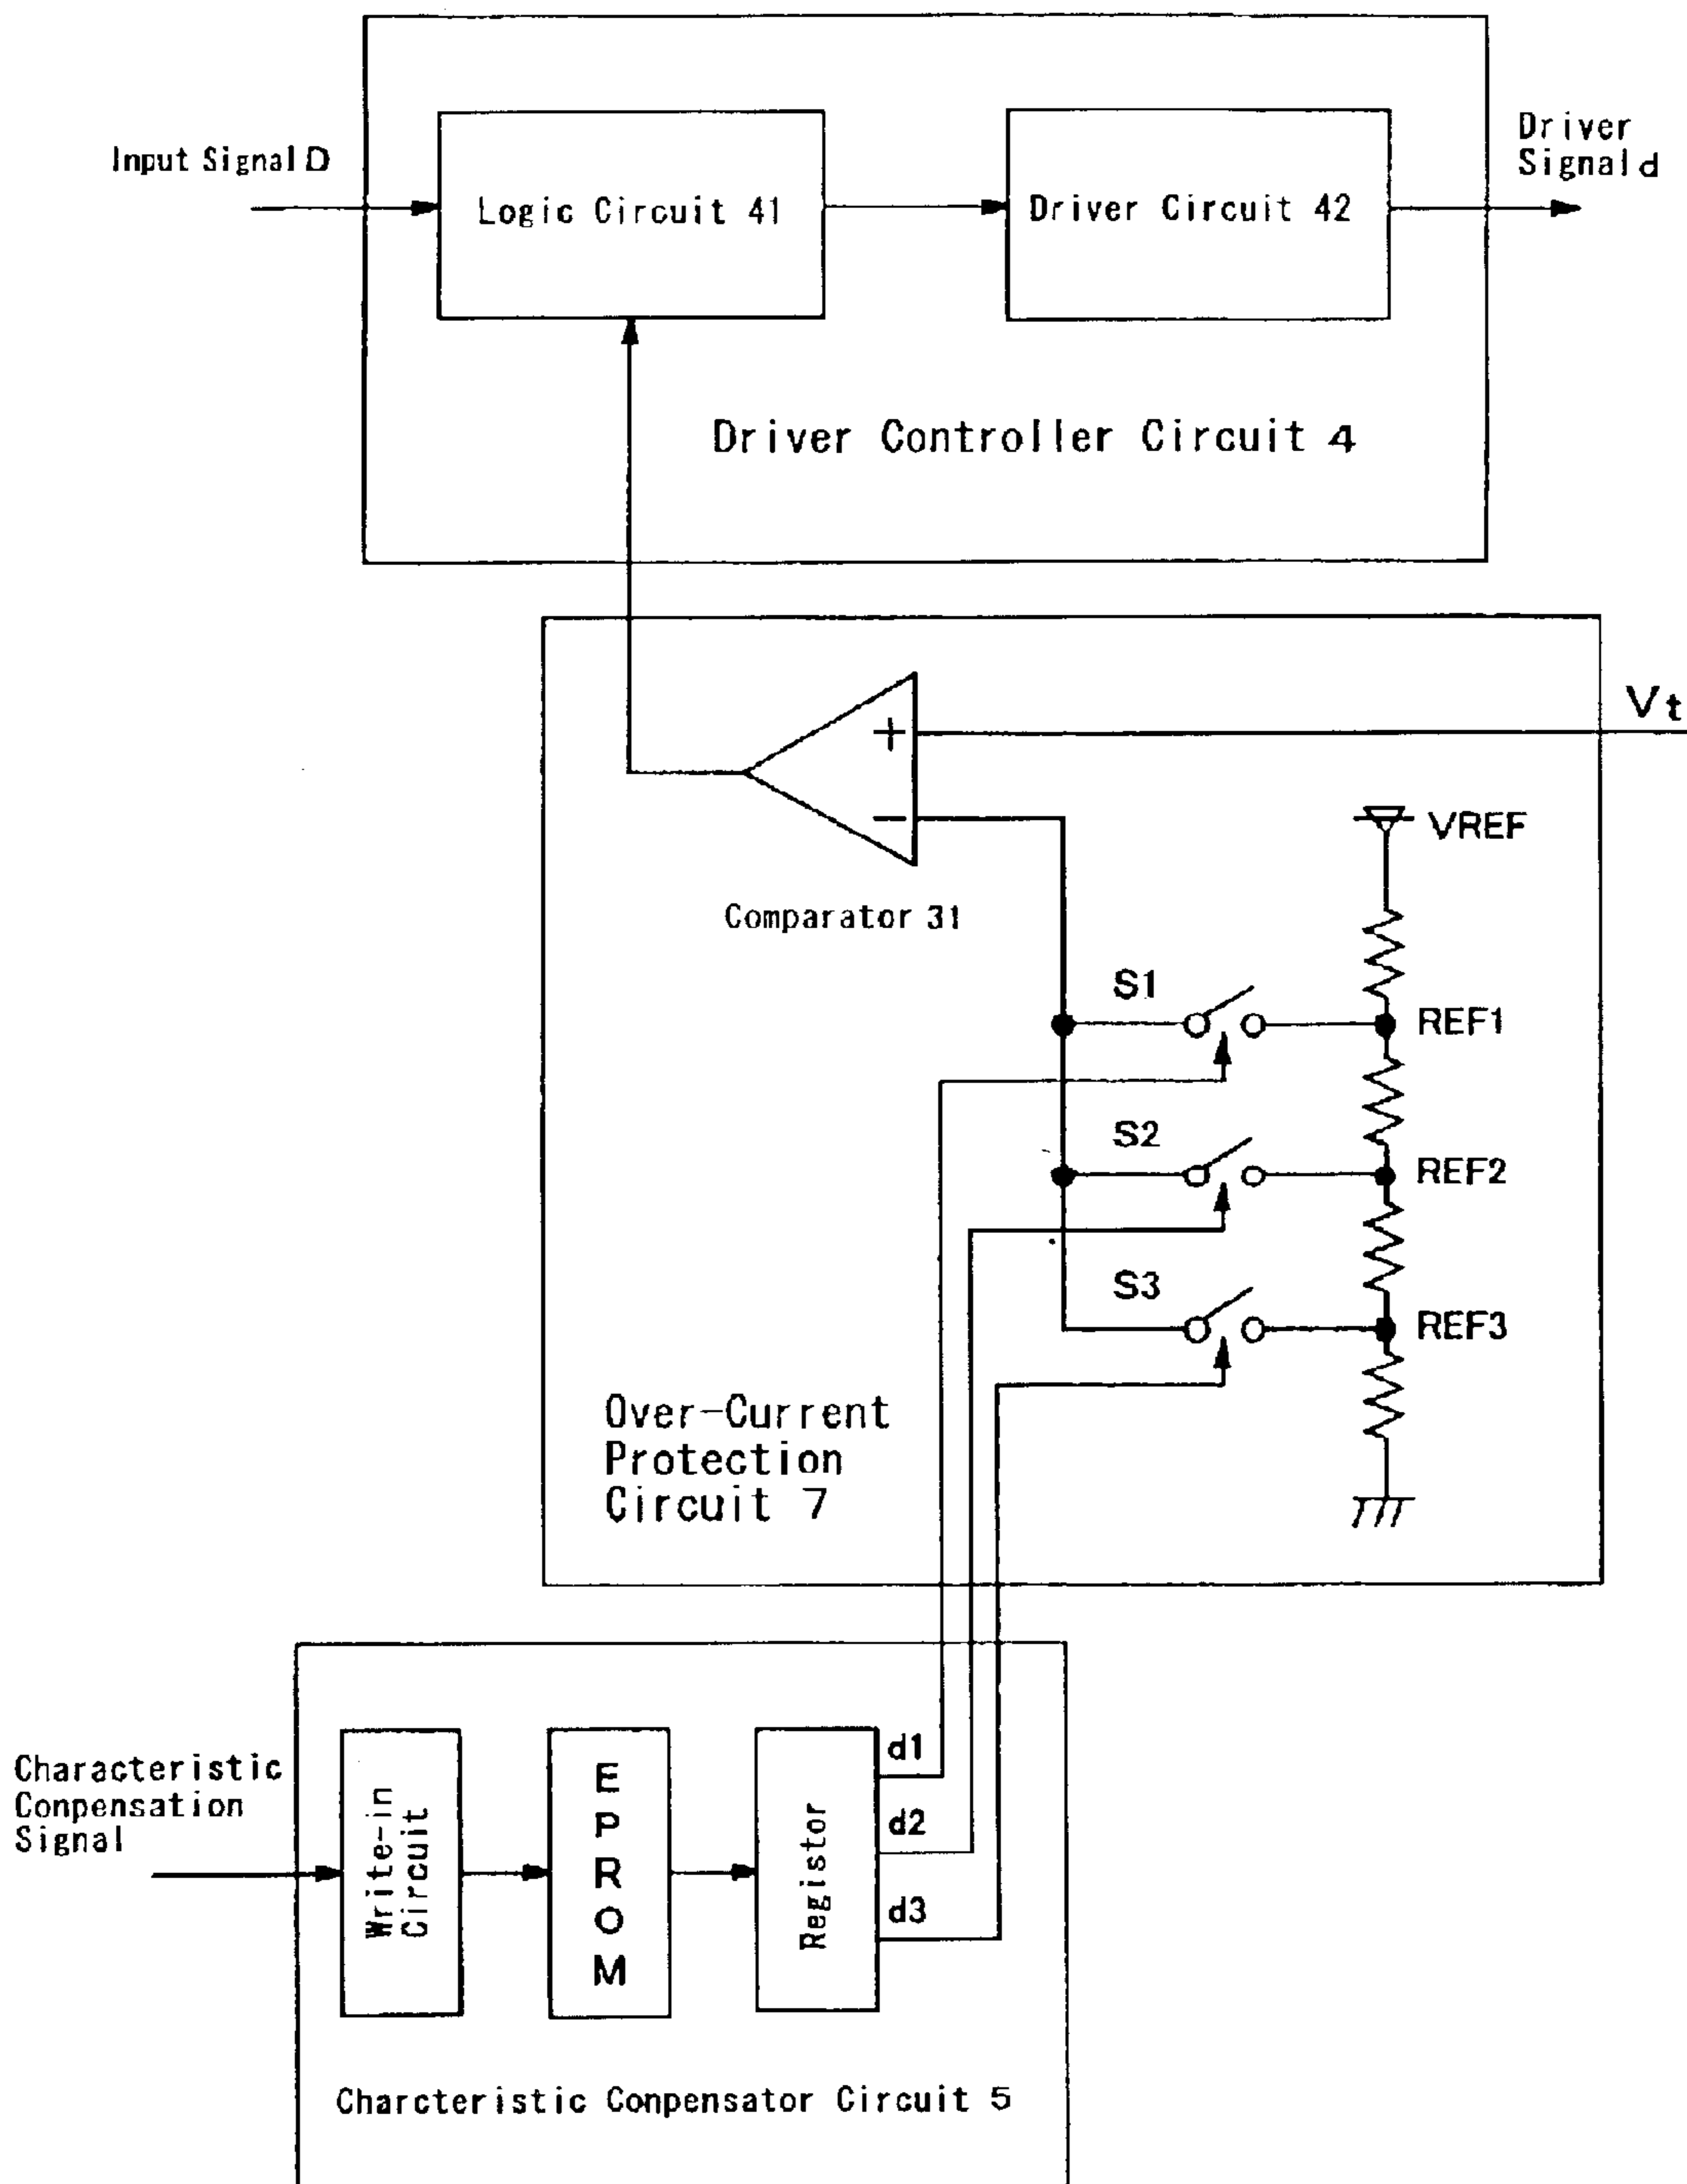 Input Signal D
Logic Circuit 41
Driver Circuit 42
Driver
Signal d
Driver Controller Circuit 4
Vt
+
−
VREF
Comparator 31
S1
REF1
S2
REF2
S3
REF3
Over-Current
Protection
Circuit 7
Characteristic
Conpensation
Signal
Write-in
Circuit
EPROM
Registor
d1
d2
d3
Charcteristic Conpensator Circuit 5